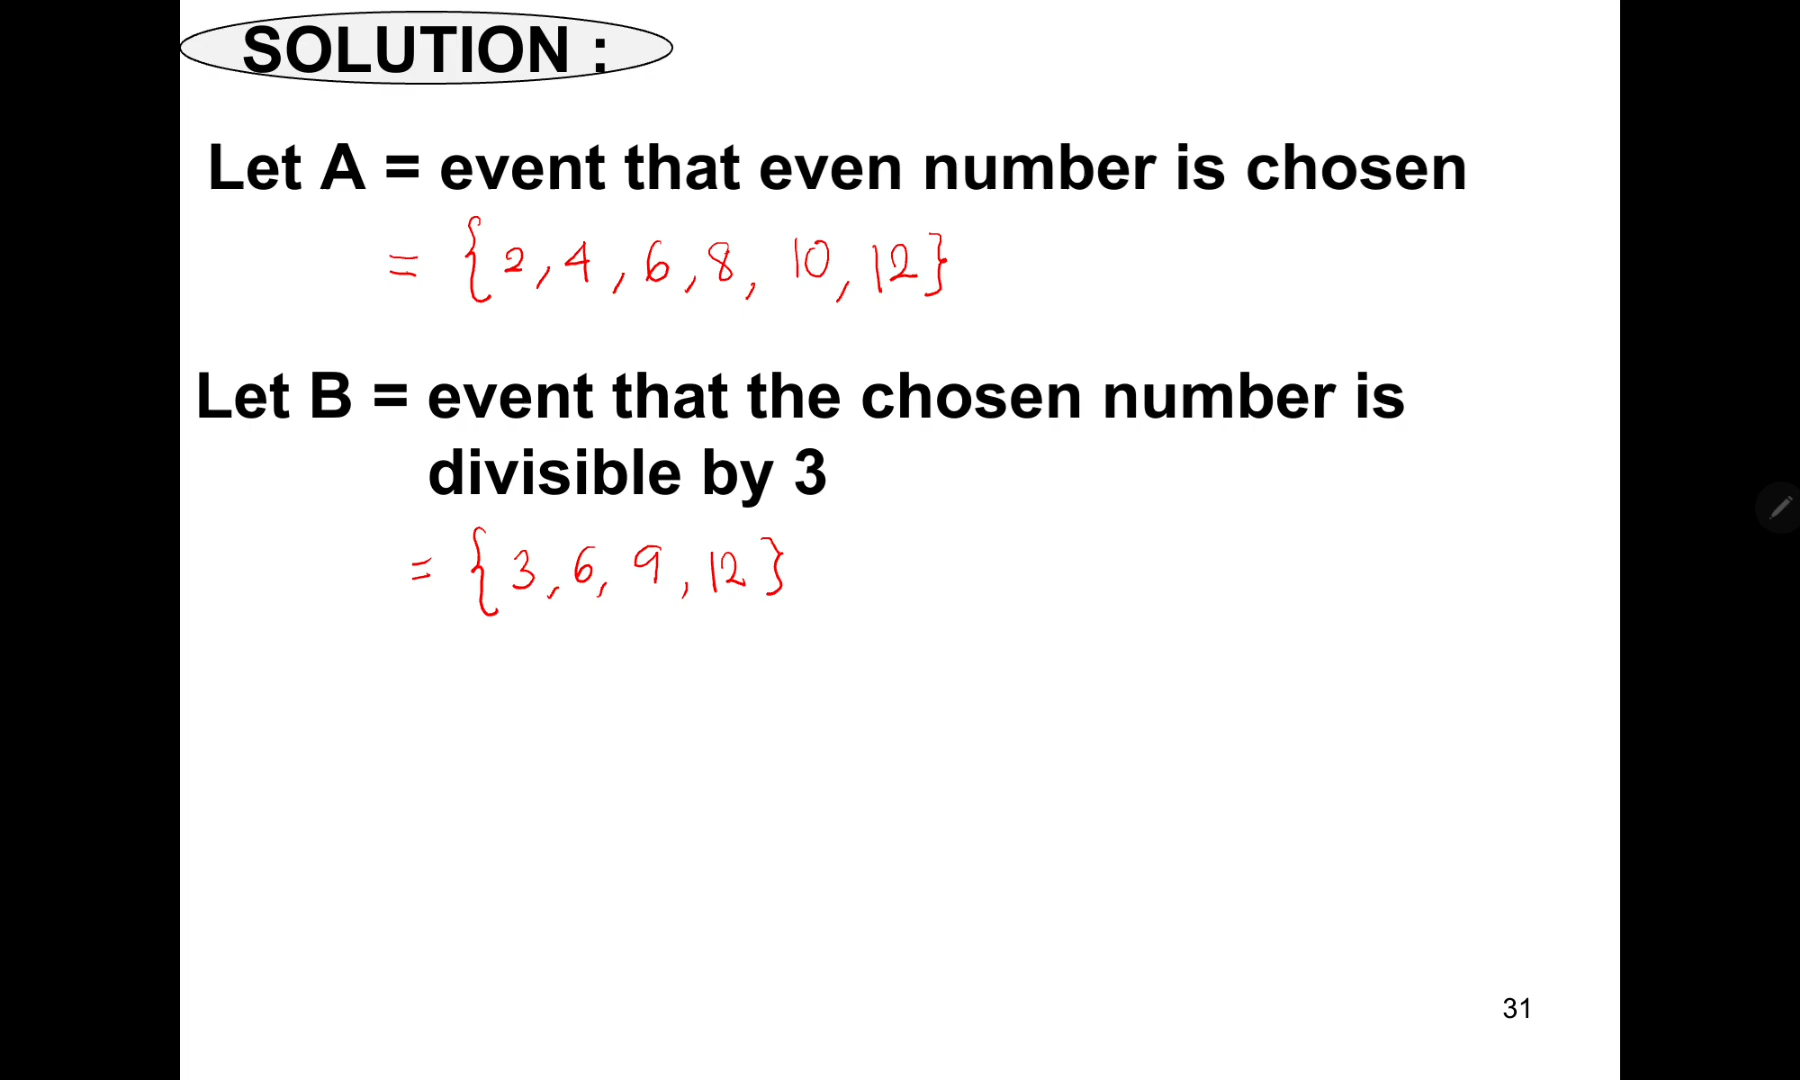 SOLUTION :
Let A = event that even number is chosen
= {2, 4, 6, 8, 10, 12}
Let B = event that the chosen number is
divisible by 3
= {3, 6, 9, 12}
31